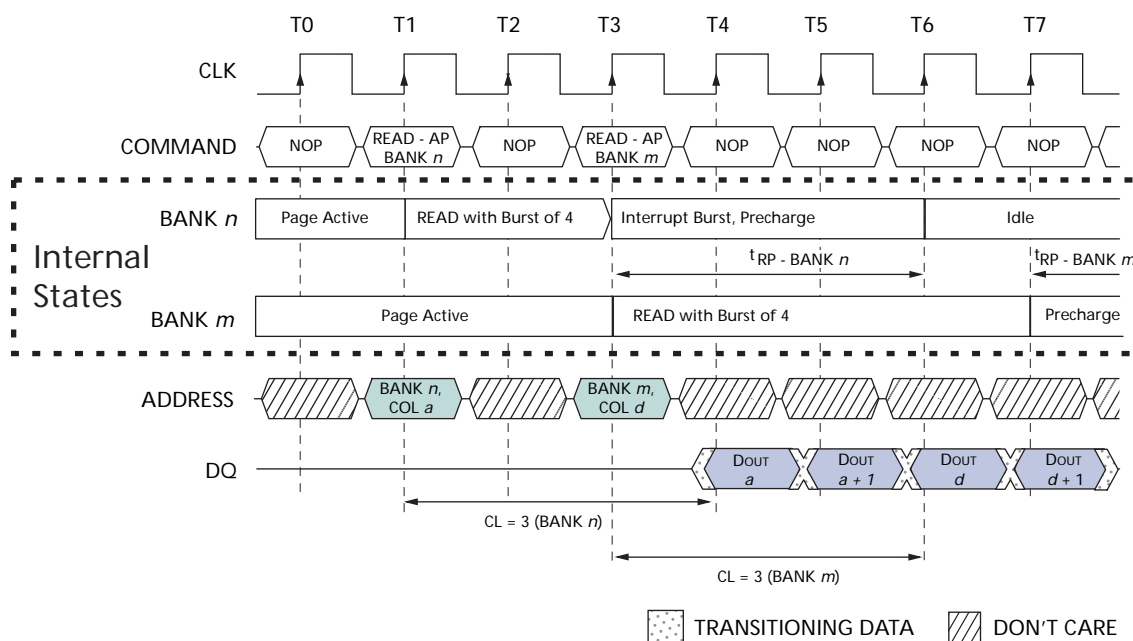 T0 T1 T2 T3 T4 T5 T6 T7
CLK
COMMAND NOP READ - AP BANK n NOP READ - AP BANK m NOP NOP NOP NOP
BANK n Page Active READ with Burst of 4 Interrupt Burst, Precharge Idle
tRP - BANK n tRP - BANK m
Internal
States
BANK m Page Active READ with Burst of 4 Precharge
ADDRESS BANK n, COL a BANK m, COL d
DQ DOUT a DOUT a + 1 DOUT d DOUT d + 1
CL = 3 (BANK n)
CL = 3 (BANK m)
TRANSITIONING DATA DON'T CARE